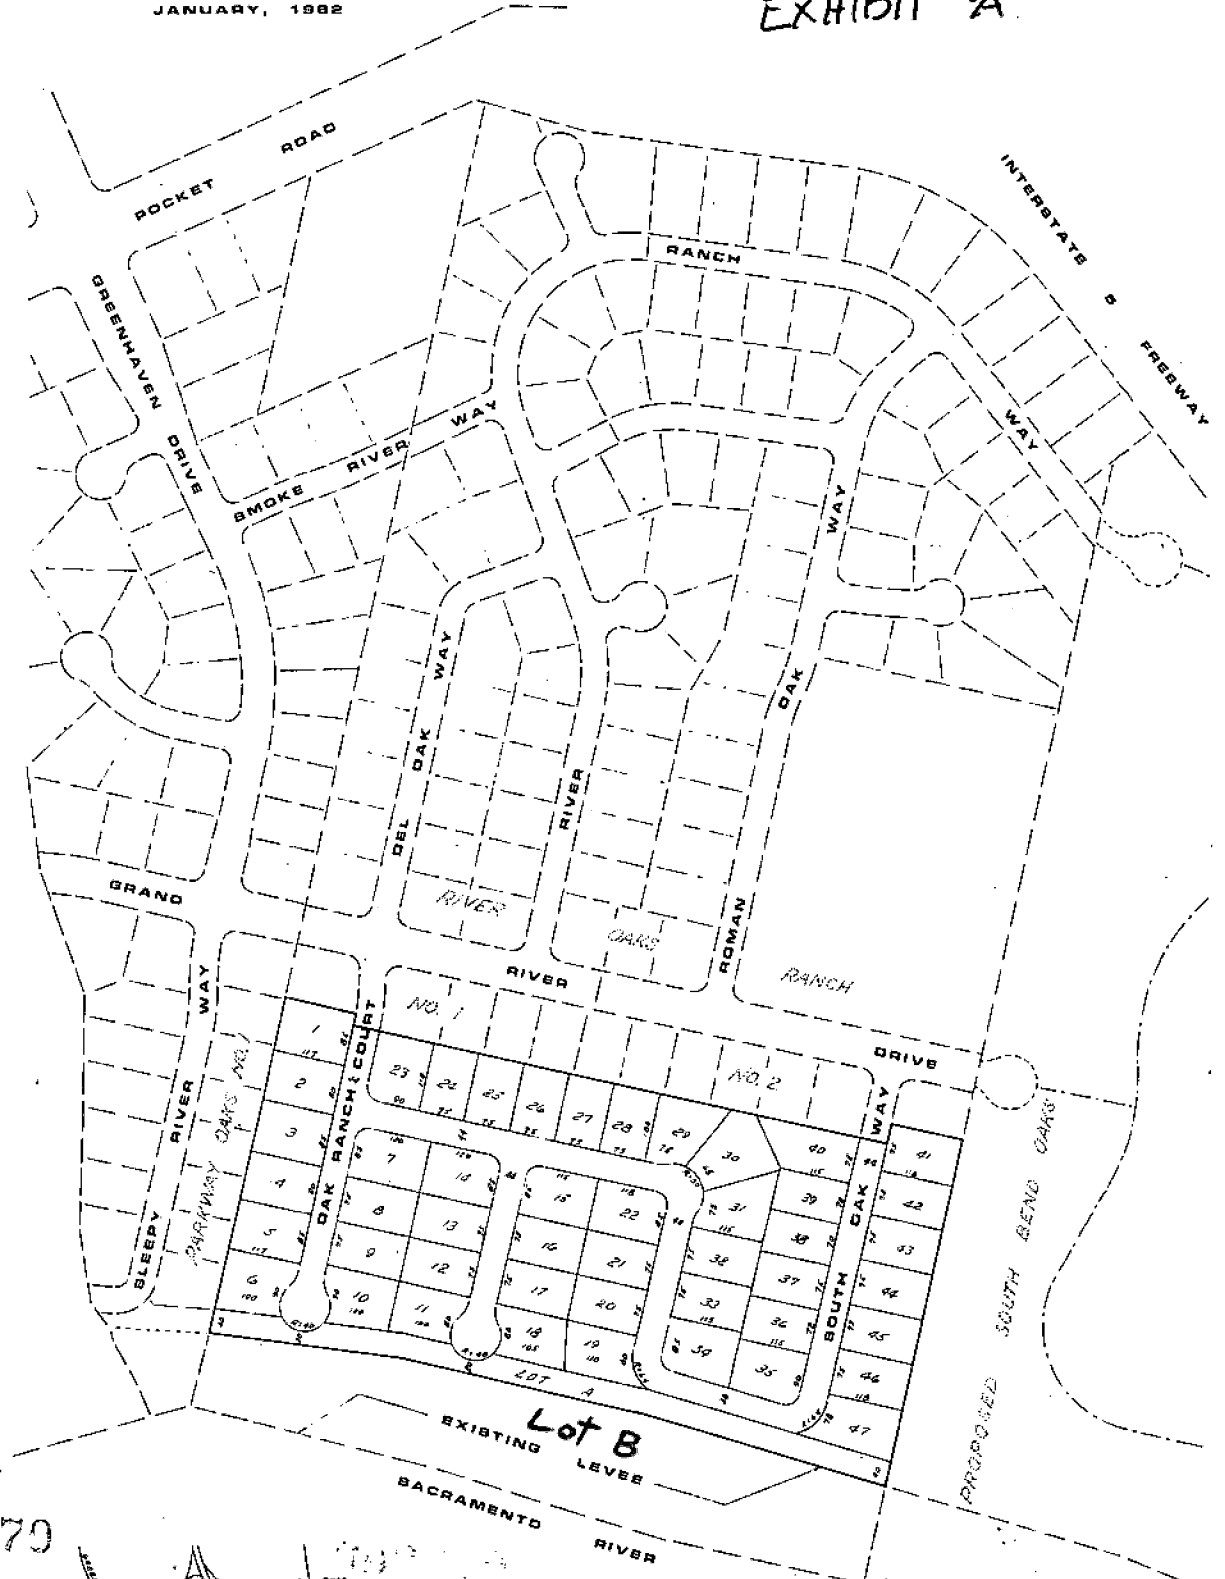 JANUARY, 1982
EXHIBIT A
POCKET ROAD
INTERSTATE 5 FREEWAY
RANCH WAY
GREENHAVEN DRIVE
SMOKE RIVER WAY
WAY
OAK
DEL OAK WAY
RIVER
ROMAN
GRAND
RIVER
DRIVE
RIVER
OAKS
RANCH
NO. 1
NO. 2
SLEEPY RIVER WAY
PARKWAY OAKS NO. 1
OAK RANCH COURT
SOUTH OAK WAY
PROPOSED SOUTH BEND OAKS
1
2
3
4
5
6
7
8
9
10
11
12
13
14
15
16
17
18
19
20
21
22
23
24
25
26
27
28
29
30
31
32
33
34
35
36
37
38
39
40
41
42
43
44
45
46
47
LOT A
Lot B
EXISTING LEVEE
SACRAMENTO RIVER
70